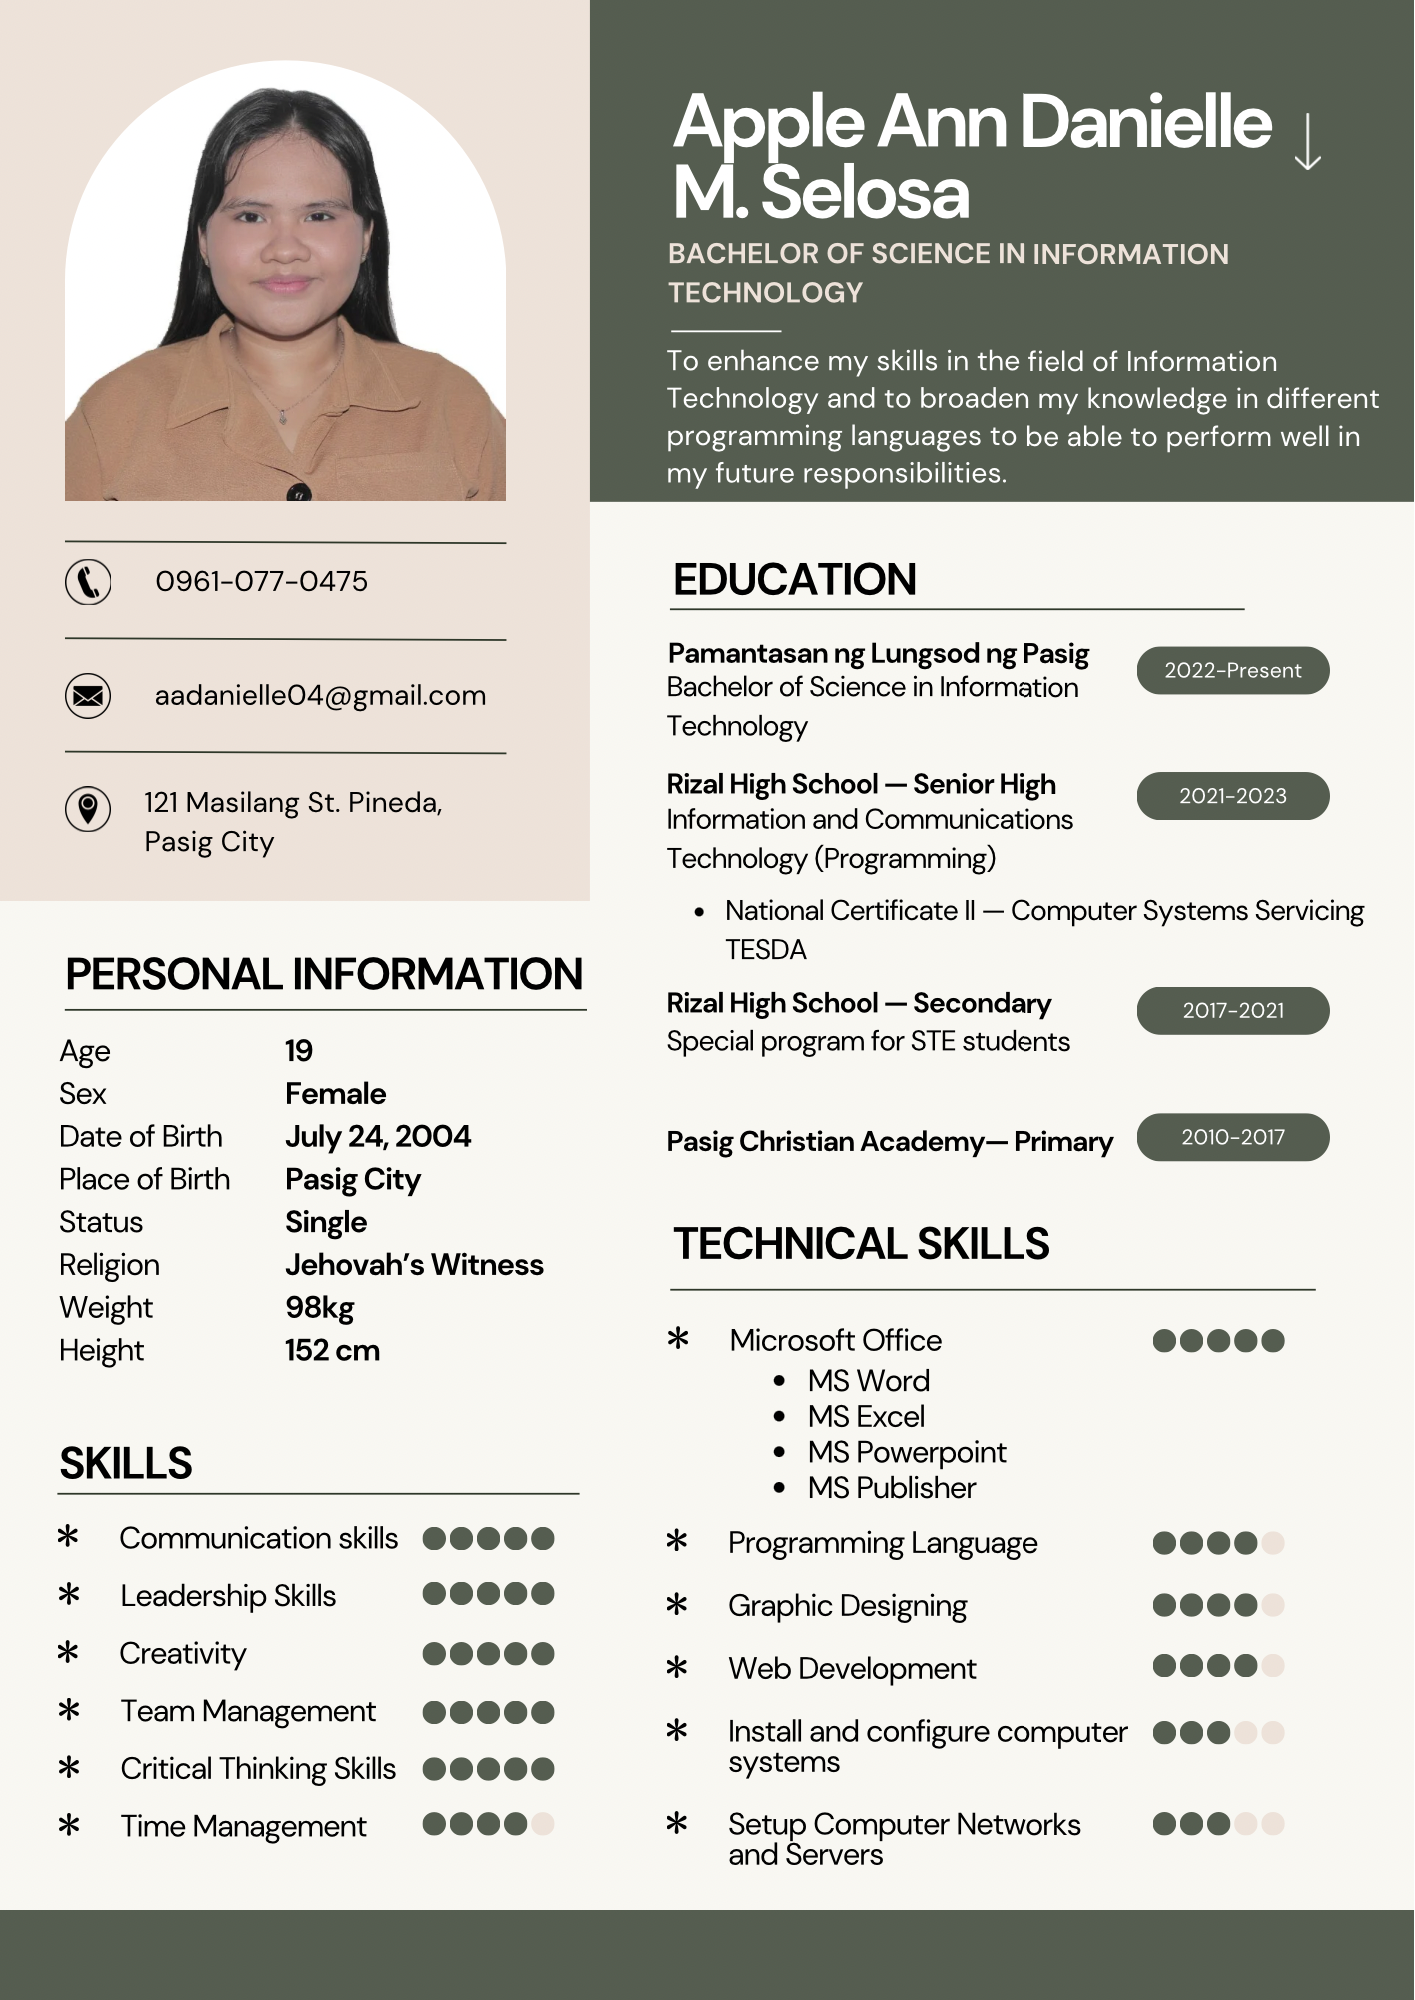 Apple Ann Danielle
M. Selosa
BACHELOR OF SCIENCE IN INFORMATION
TECHNOLOGY
To enhance my skills in the field of Information
Technology and to broaden my knowledge in different
programming languages to be able to perform well in
my future responsibilities.
0961-077-0475
aadanielle04@gmail.com
121 Masilang St. Pineda,
Pasig City
PERSONAL INFORMATION
Age 19
Sex Female
Date of Birth July 24, 2004
Place of Birth Pasig City
Status Single
Religion Jehovah’s Witness
Weight 98kg
Height 152 cm
SKILLS
* Communication skills
* Leadership Skills
* Creativity
* Team Management
* Critical Thinking Skills
* Time Management
EDUCATION
Pamantasan ng Lungsod ng Pasig 2022-Present
Bachelor of Science in Information
Technology
Rizal High School — Senior High 2021-2023
Information and Communications
Technology (Programming)
• National Certificate II — Computer Systems Servicing
TESDA
Rizal High School — Secondary 2017-2021
Special program for STE students
Pasig Christian Academy— Primary 2010-2017
TECHNICAL SKILLS
* Microsoft Office
• MS Word
• MS Excel
• MS Powerpoint
• MS Publisher
* Programming Language
* Graphic Designing
* Web Development
* Install and configure computer
systems
* Setup Computer Networks
and Servers